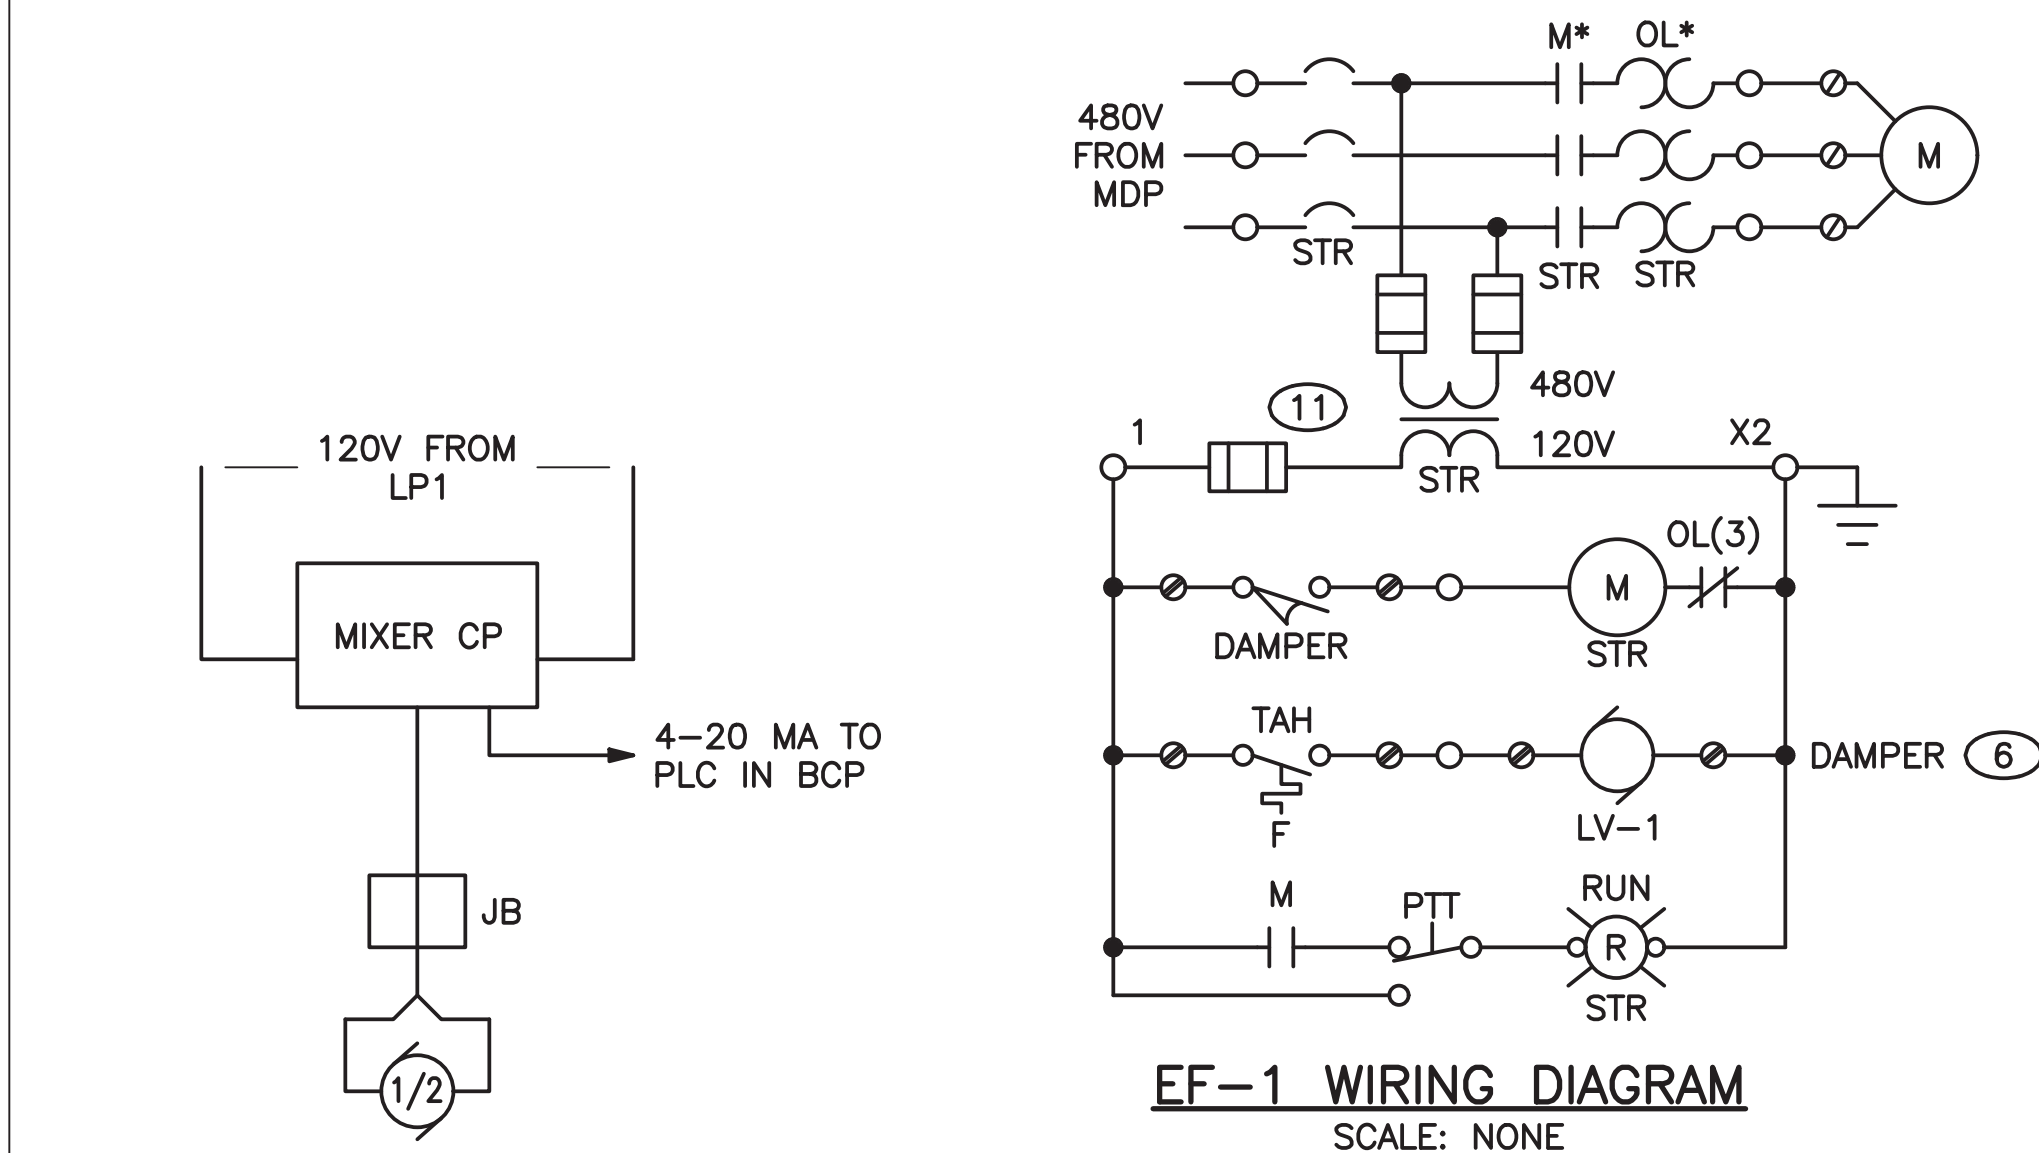 120V FROM
LP1
MIXER CP
4-20 MA TO
PLC IN BCP
JB
1/2
M*
OL*
480V
FROM
MDP
M
STR
STR
STR
480V
11
1
120V
X2
STR
OL(3)
M
DAMPER
STR
TAH
DAMPER
6
F
LV-1
M
PTT
RUN
R
STR
EF-1 WIRING DIAGRAM
SCALE: NONE